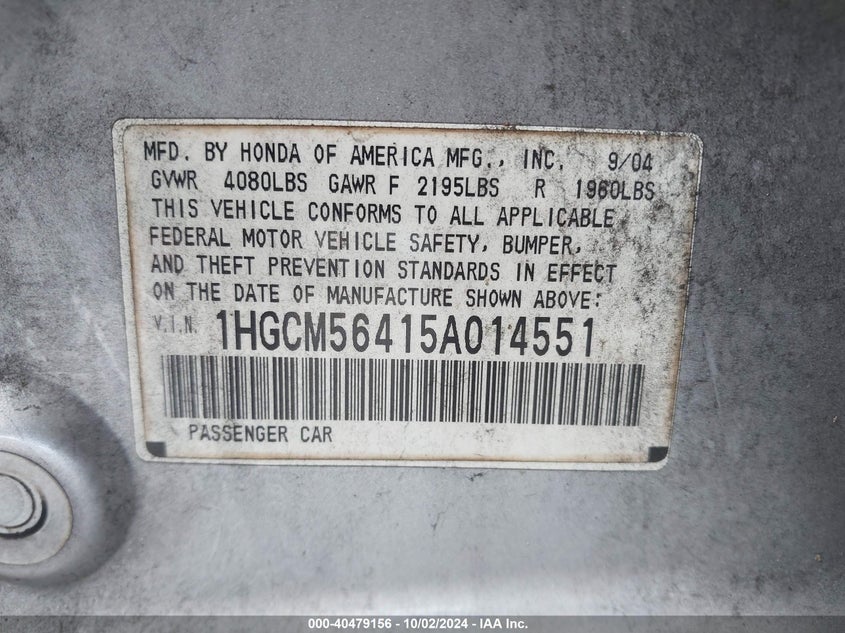 MFD. BY HONDA OF AMERICA MFG., INC. 9/04
GVWR 4080LBS GAWR F 2195LBS R 1960LBS
THIS VEHICLE CONFORMS TO ALL APPLICABLE
FEDERAL MOTOR VEHICLE SAFETY, BUMPER,
AND THEFT PREVENTION STANDARDS IN EFFECT
ON THE DATE OF MANUFACTURE SHOWN ABOVE:
V.I.N. 1HGCM56415A014551
PASSENGER CAR
000-40479156 - 10/02/2024 - IAA Inc.